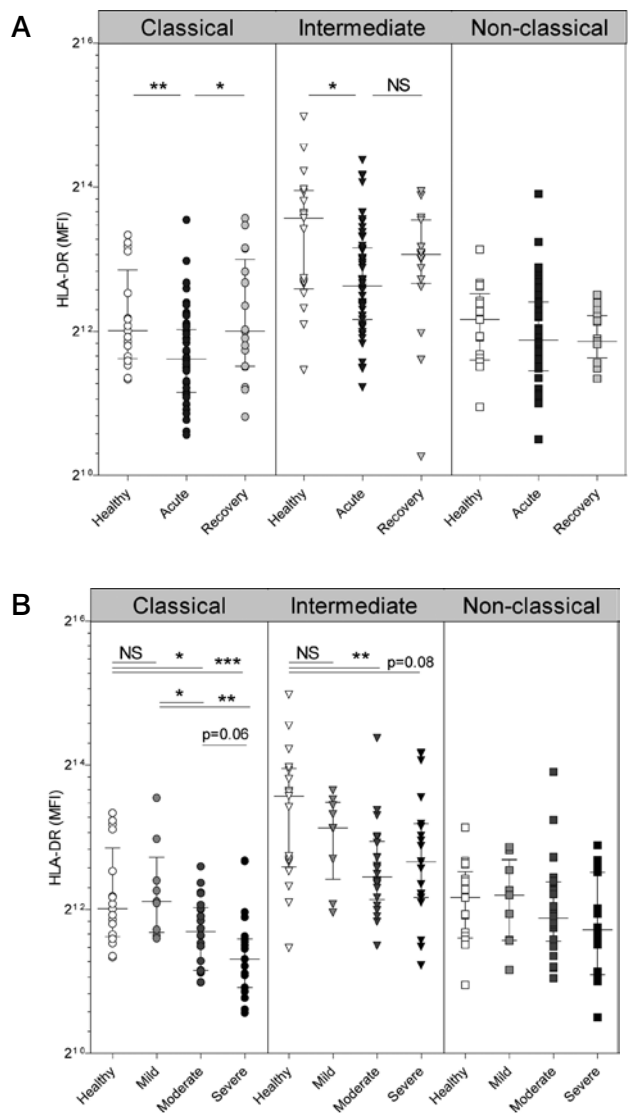 A
Classical Intermediate Non-classical
2¹⁶
** * * NS
2¹⁴
HLA-DR (MFI)
2¹²
2¹⁰
Healthy Acute Recovery Healthy Acute Recovery Healthy Acute Recovery
B
Classical Intermediate Non-classical
2¹⁶
NS * *** NS ** p=0.08
* **
p=0.06
2¹⁴
HLA-DR (MFI)
2¹²
2¹⁰
Healthy Mild Moderate Severe Healthy Mild Moderate Severe Healthy Mild Moderate Severe